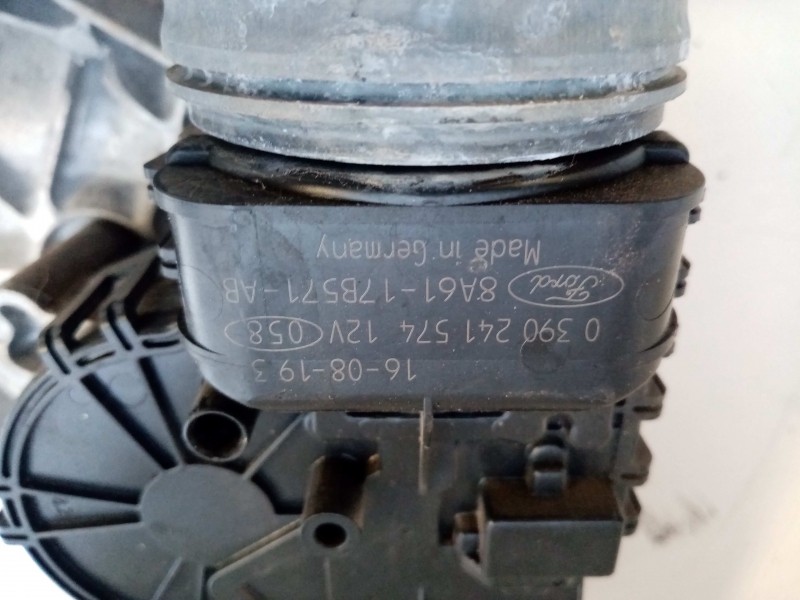 16-08-19 3
0 390 241 574 12V 058
Ford 8A61-17B571-AB
Made in Germany